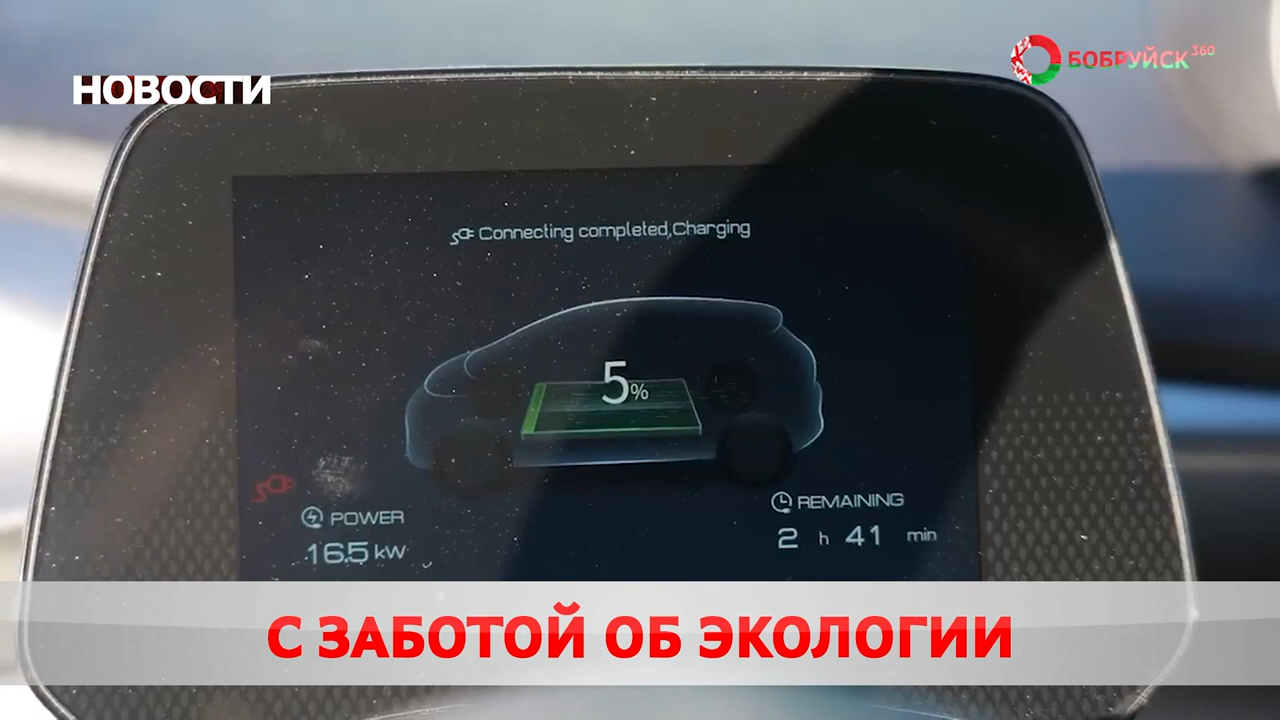 НОВОСТИ
БОБРУЙСК 360
Connecting completed,Charging
5%
POWER
16.5 kW
REMAINING
2 h 41 min
С ЗАБОТОЙ ОБ ЭКОЛОГИИ